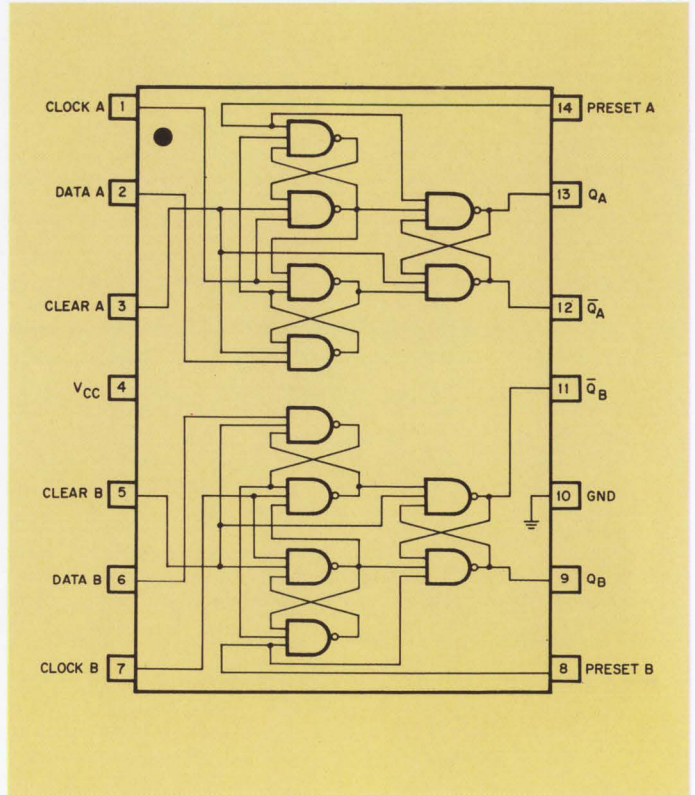 CLOCK A 1
DATA A 2
CLEAR A 3
VCC 4
CLEAR B 5
DATA B 6
CLOCK B 7
14 PRESET A
13 QA
12 Q̅A
11 Q̅B
10 GND
9 QB
8 PRESET B